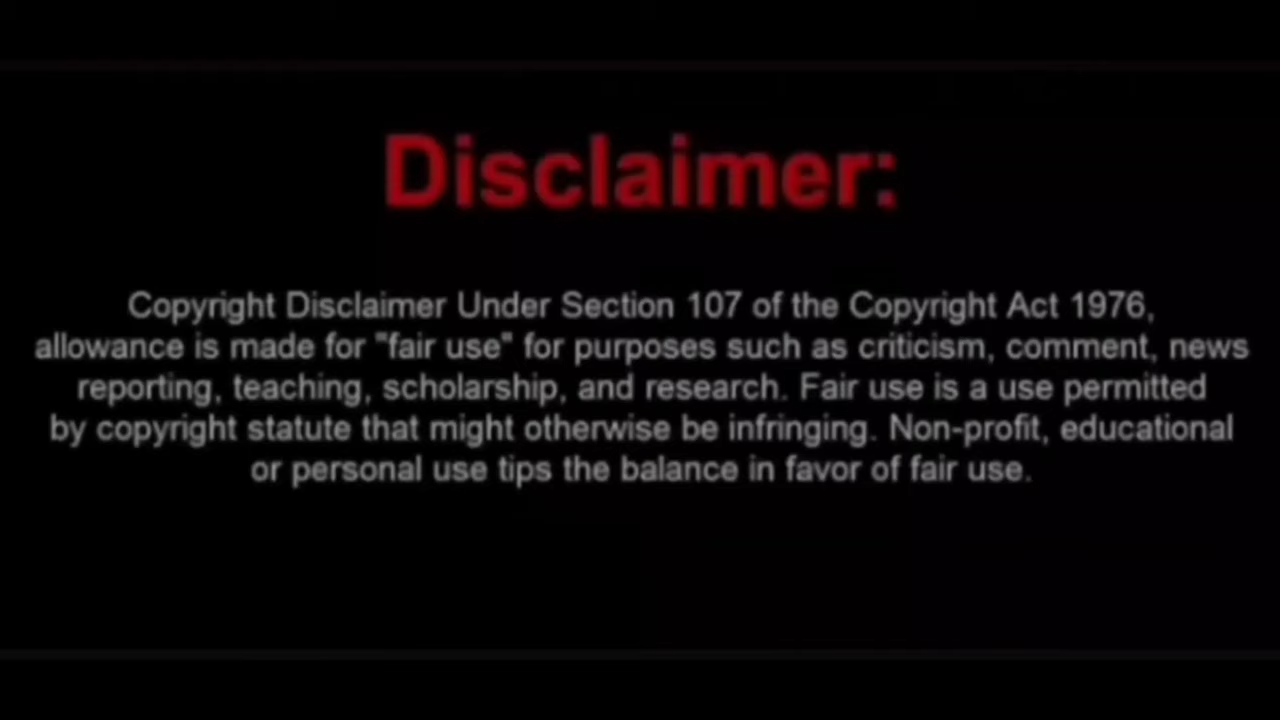 Disclaimer:
Copyright Disclaimer Under Section 107 of the Copyright Act 1976,
allowance is made for "fair use" for purposes such as criticism, comment, news
reporting, teaching, scholarship, and research. Fair use is a use permitted
by copyright statute that might otherwise be infringing. Non-profit, educational
or personal use tips the balance in favor of fair use.